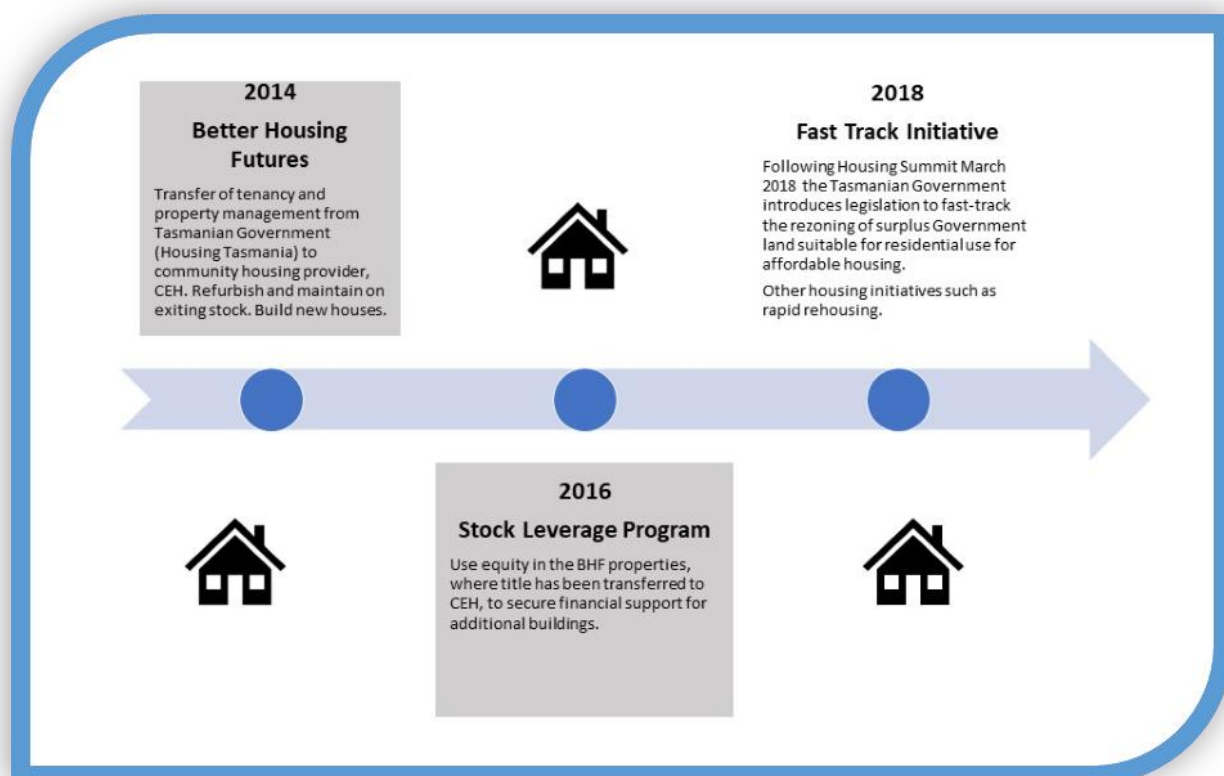 2014
Better Housing
Futures
Transfer of tenancy and
property management from
Tasmanian Government
(Housing Tasmania) to
community housing provider,
CEH. Refurbish and maintain on
exiting stock. Build new houses.
2016
Stock Leverage Program
Use equity in the BHF properties,
where title has been transferred to
CEH, to secure financial support for
additional buildings.
2018
Fast Track Initiative
Following Housing Summit March
2018 the Tasmanian Government
introduces legislation to fast-track
the rezoning of surplus Government
land suitable for residential use for
affordable housing.
Other housing initiatives such as
rapid rehousing.